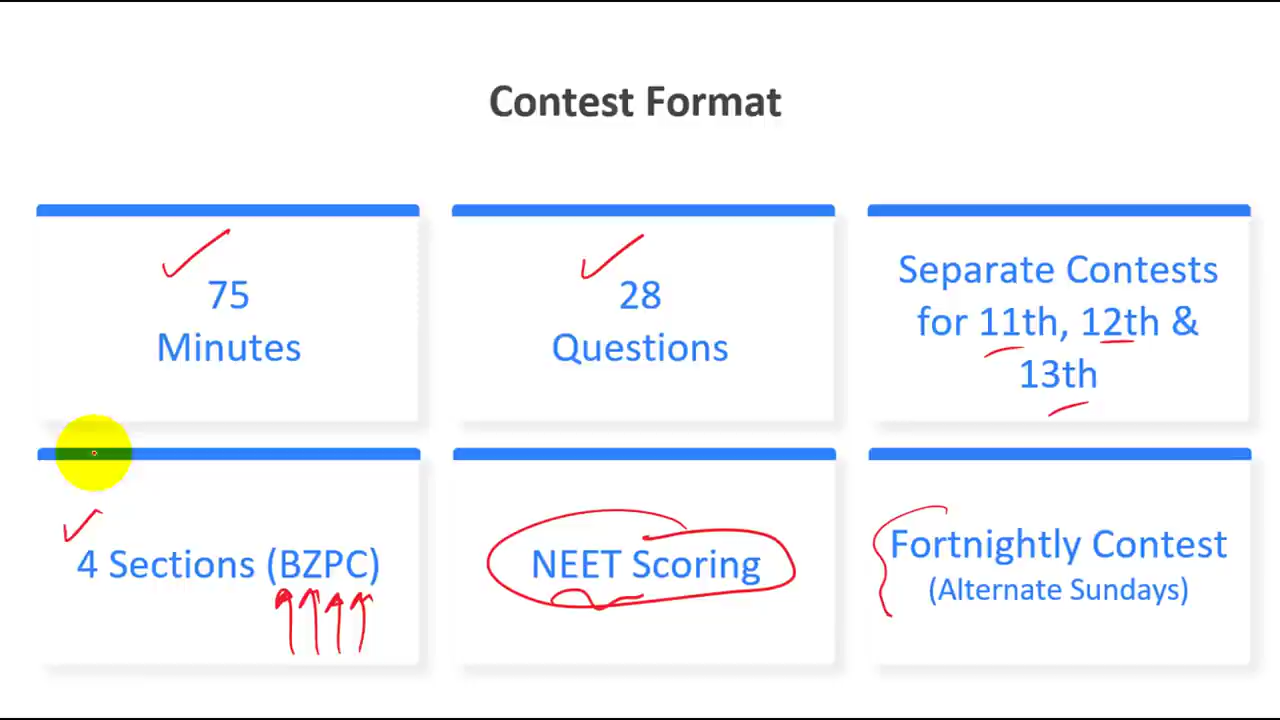 Contest Format
75
Minutes
28
Questions
Separate Contests
for 11th, 12th &
13th
4 Sections (BZPC)
NEET Scoring
Fortnightly Contest
(Alternate Sundays)